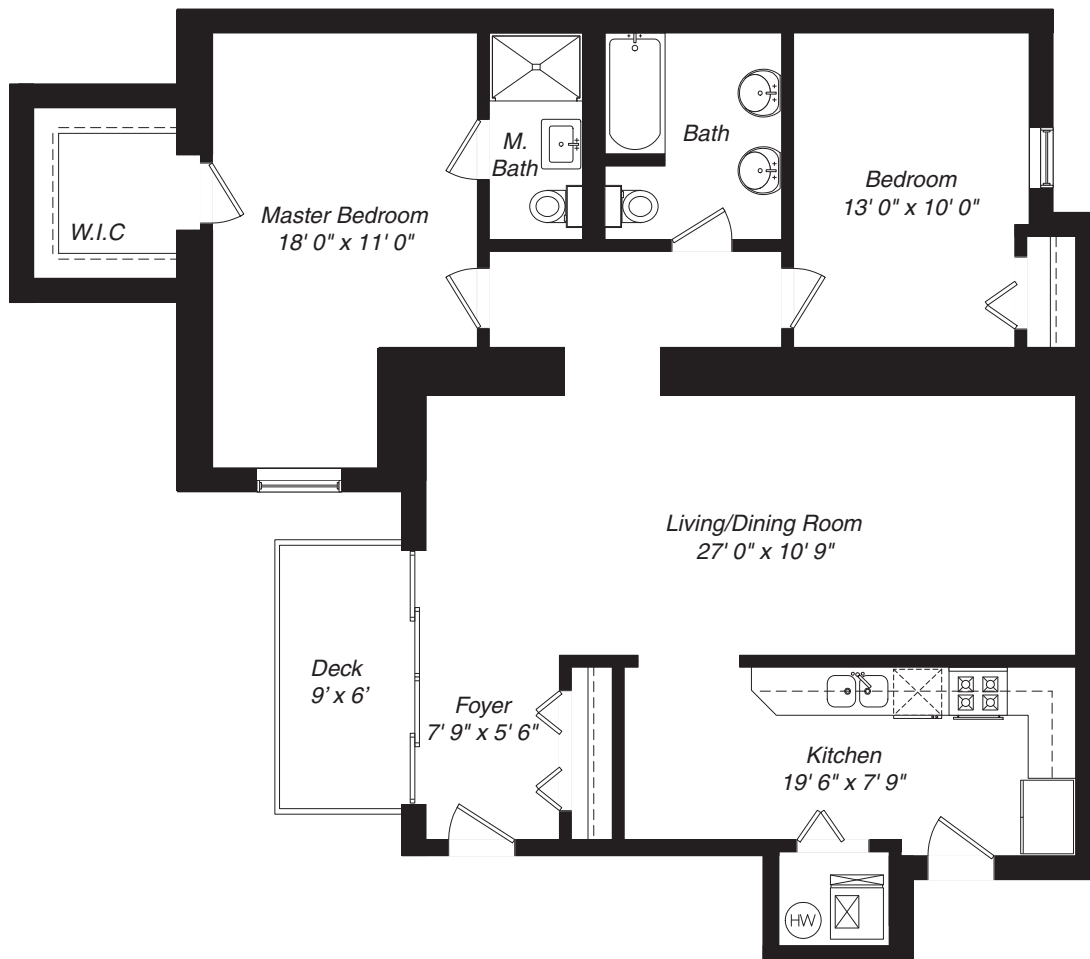 M.
Bath
Bath
Bedroom
13' 0" x 10' 0"
Master Bedroom
18' 0" x 11' 0"
W.I.C
Living/Dining Room
27' 0" x 10' 9"
Deck
9’ x 6’
Foyer
7' 9" x 5' 6"
Kitchen
19' 6" x 7' 9"
HW